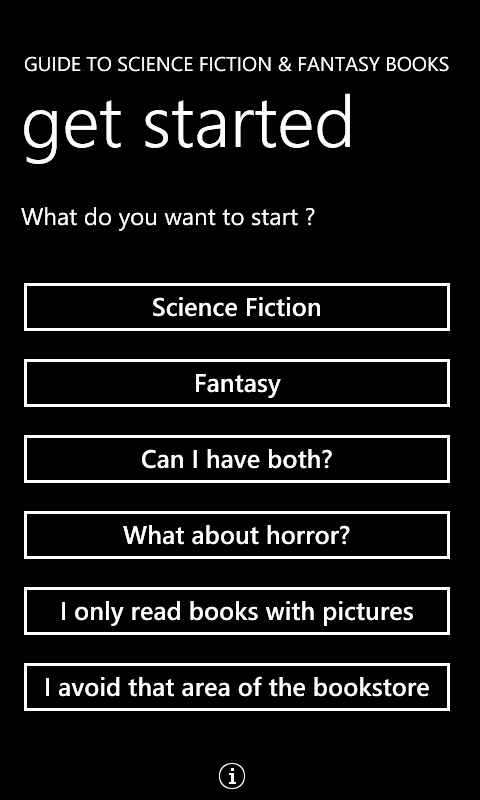 GUIDE TO SCIENCE FICTION & FANTASY BOOKS
get started
What do you want to start ?
Science Fiction
Fantasy
Can I have both?
What about horror?
I only read books with pictures
I avoid that area of the bookstore
i